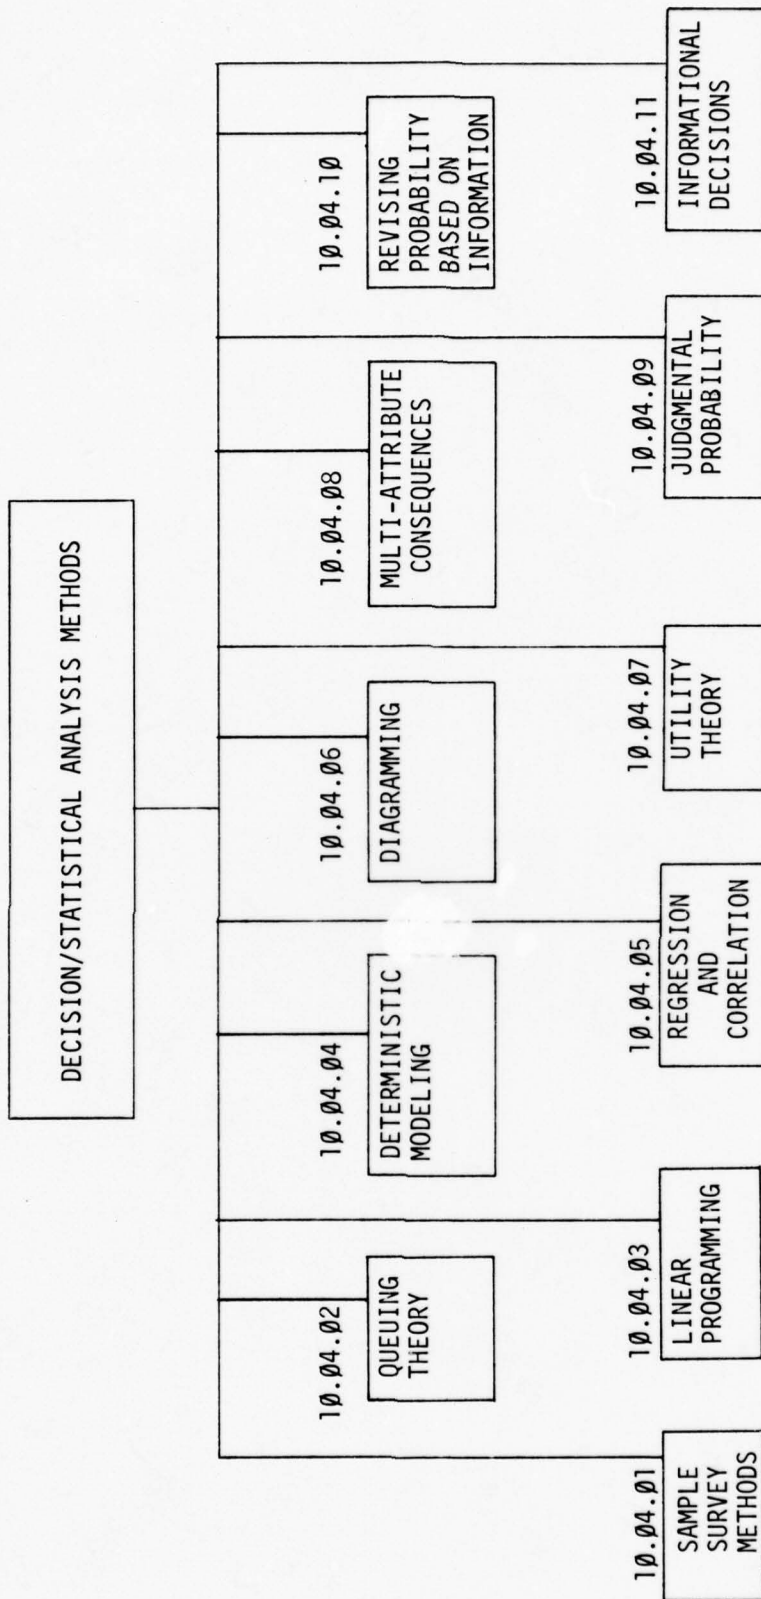 DECISION/STATISTICAL ANALYSIS METHODS
10.04.02
QUEUING
THEORY
10.04.04
DETERMINISTIC
MODELING
10.04.06
DIAGRAMMING
10.04.08
MULTI-ATTRIBUTE
CONSEQUENCES
10.04.10
REVISING
PROBABILITY
BASED ON
INFORMATION
10.04.01
SAMPLE
SURVEY
METHODS
10.04.03
LINEAR
PROGRAMMING
10.04.05
REGRESSION
AND
CORRELATION
10.04.07
UTILITY
THEORY
10.04.09
JUDGMENTAL
PROBABILITY
10.04.11
INFORMATIONAL
DECISIONS